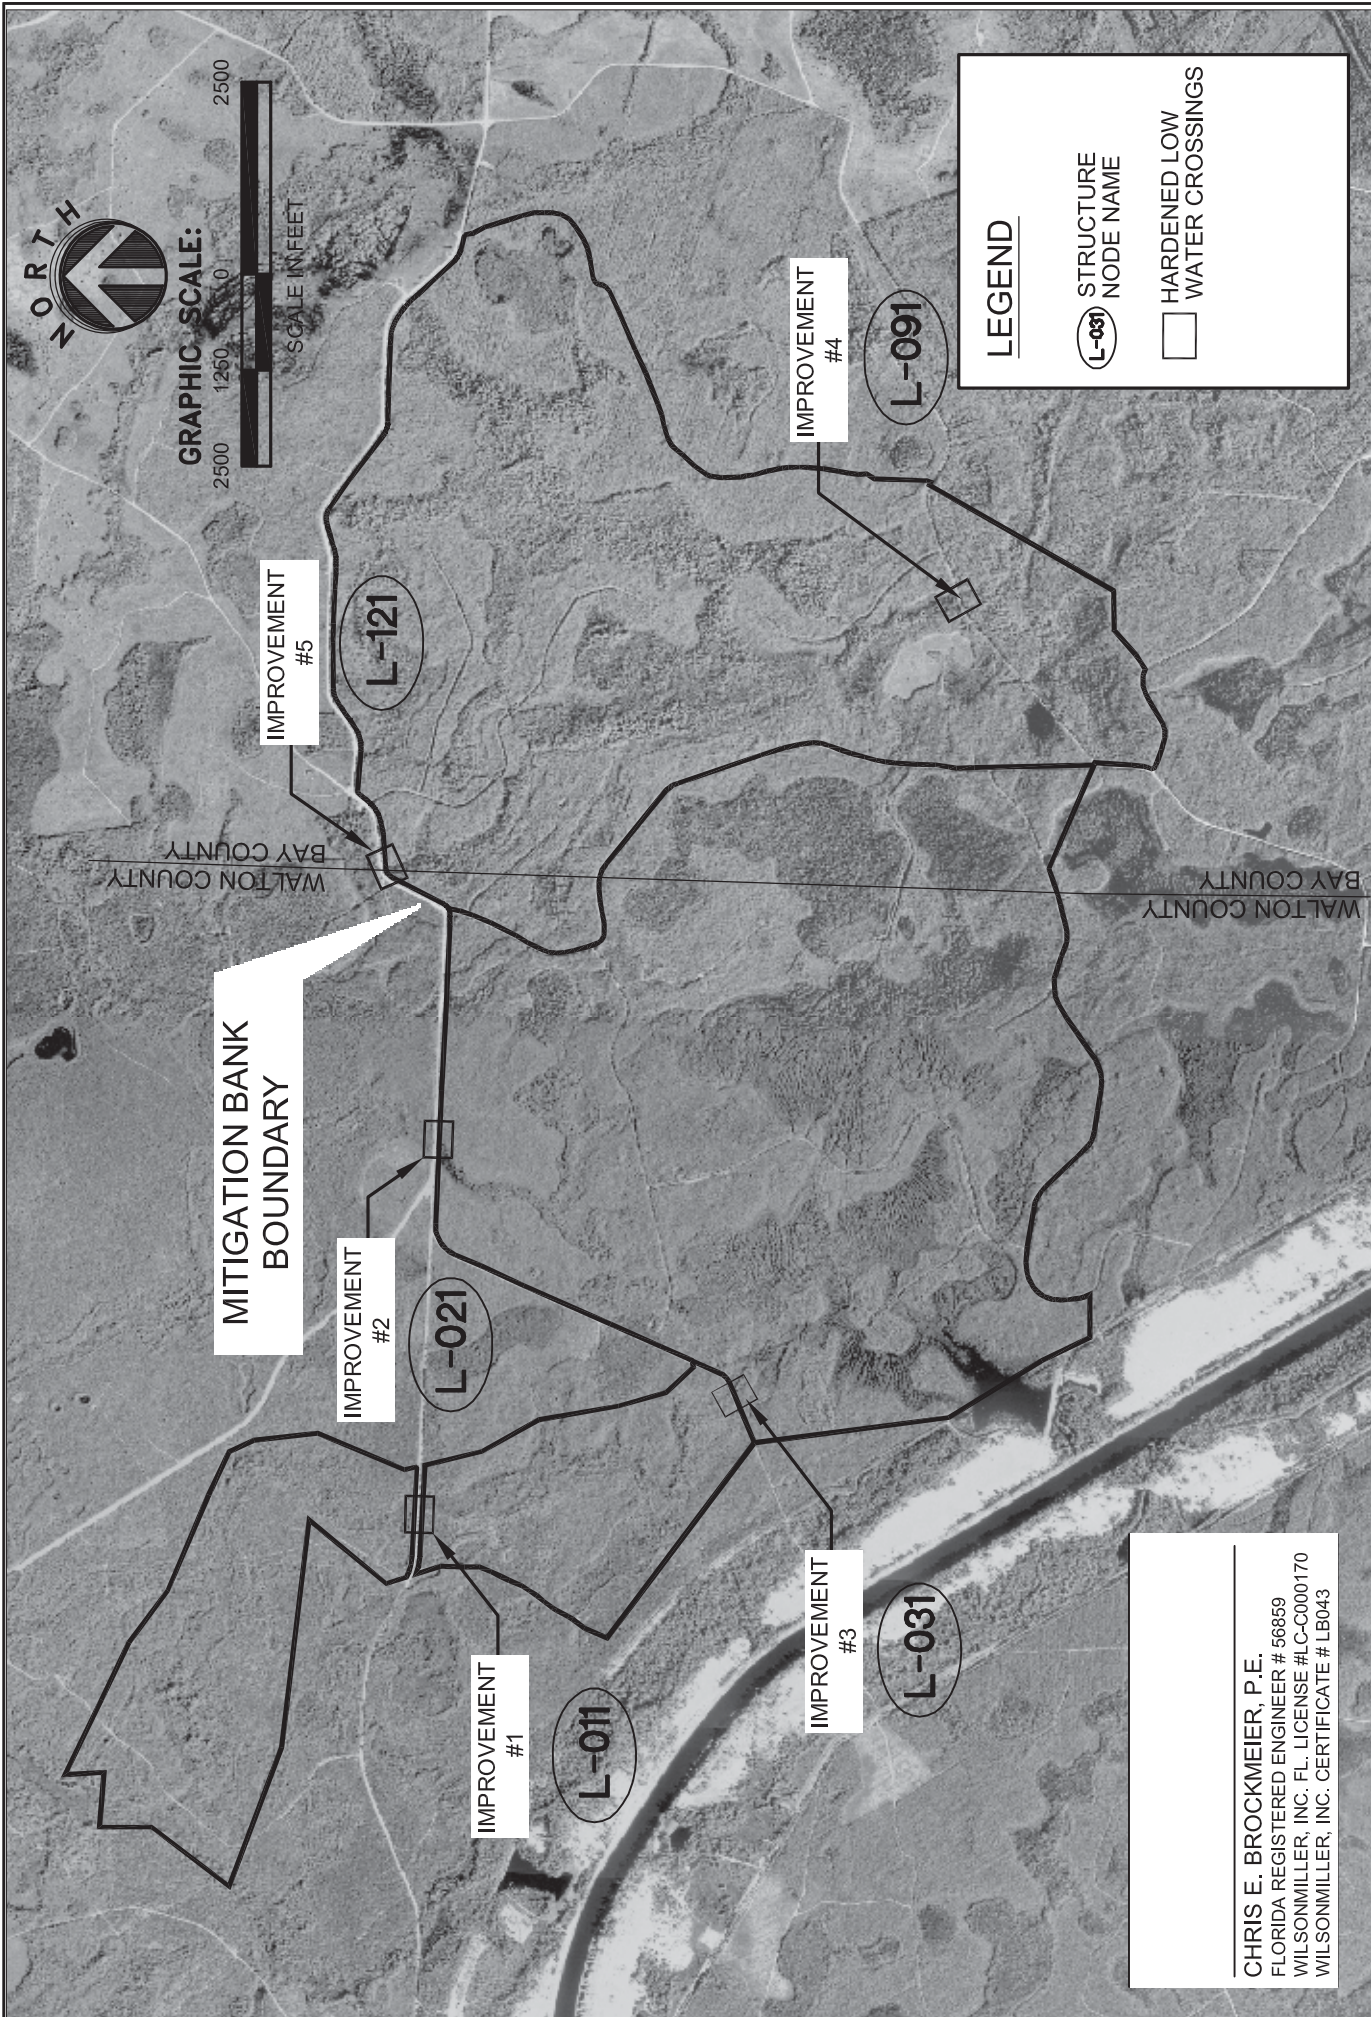 NORTH
GRAPHIC SCALE:
2500 1250 0 2500
SCALE IN FEET
MITIGATION BANK
BOUNDARY
IMPROVEMENT
#1
L-011
IMPROVEMENT
#2
L-021
IMPROVEMENT
#3
L-031
IMPROVEMENT
#4
L-091
IMPROVEMENT
#5
L-121
WALTON COUNTY
BAY COUNTY
WALTON COUNTY
BAY COUNTY
LEGEND
L-031
STRUCTURE
NODE NAME
HARDENED LOW
WATER CROSSINGS
CHRIS E. BROCKMEIER, P.E.
FLORIDA REGISTERED ENGINEER # 56859
WILSONMILLER, INC. FL. LICENSE #LC-C000170
WILSONMILLER, INC. CERTIFICATE # LB043